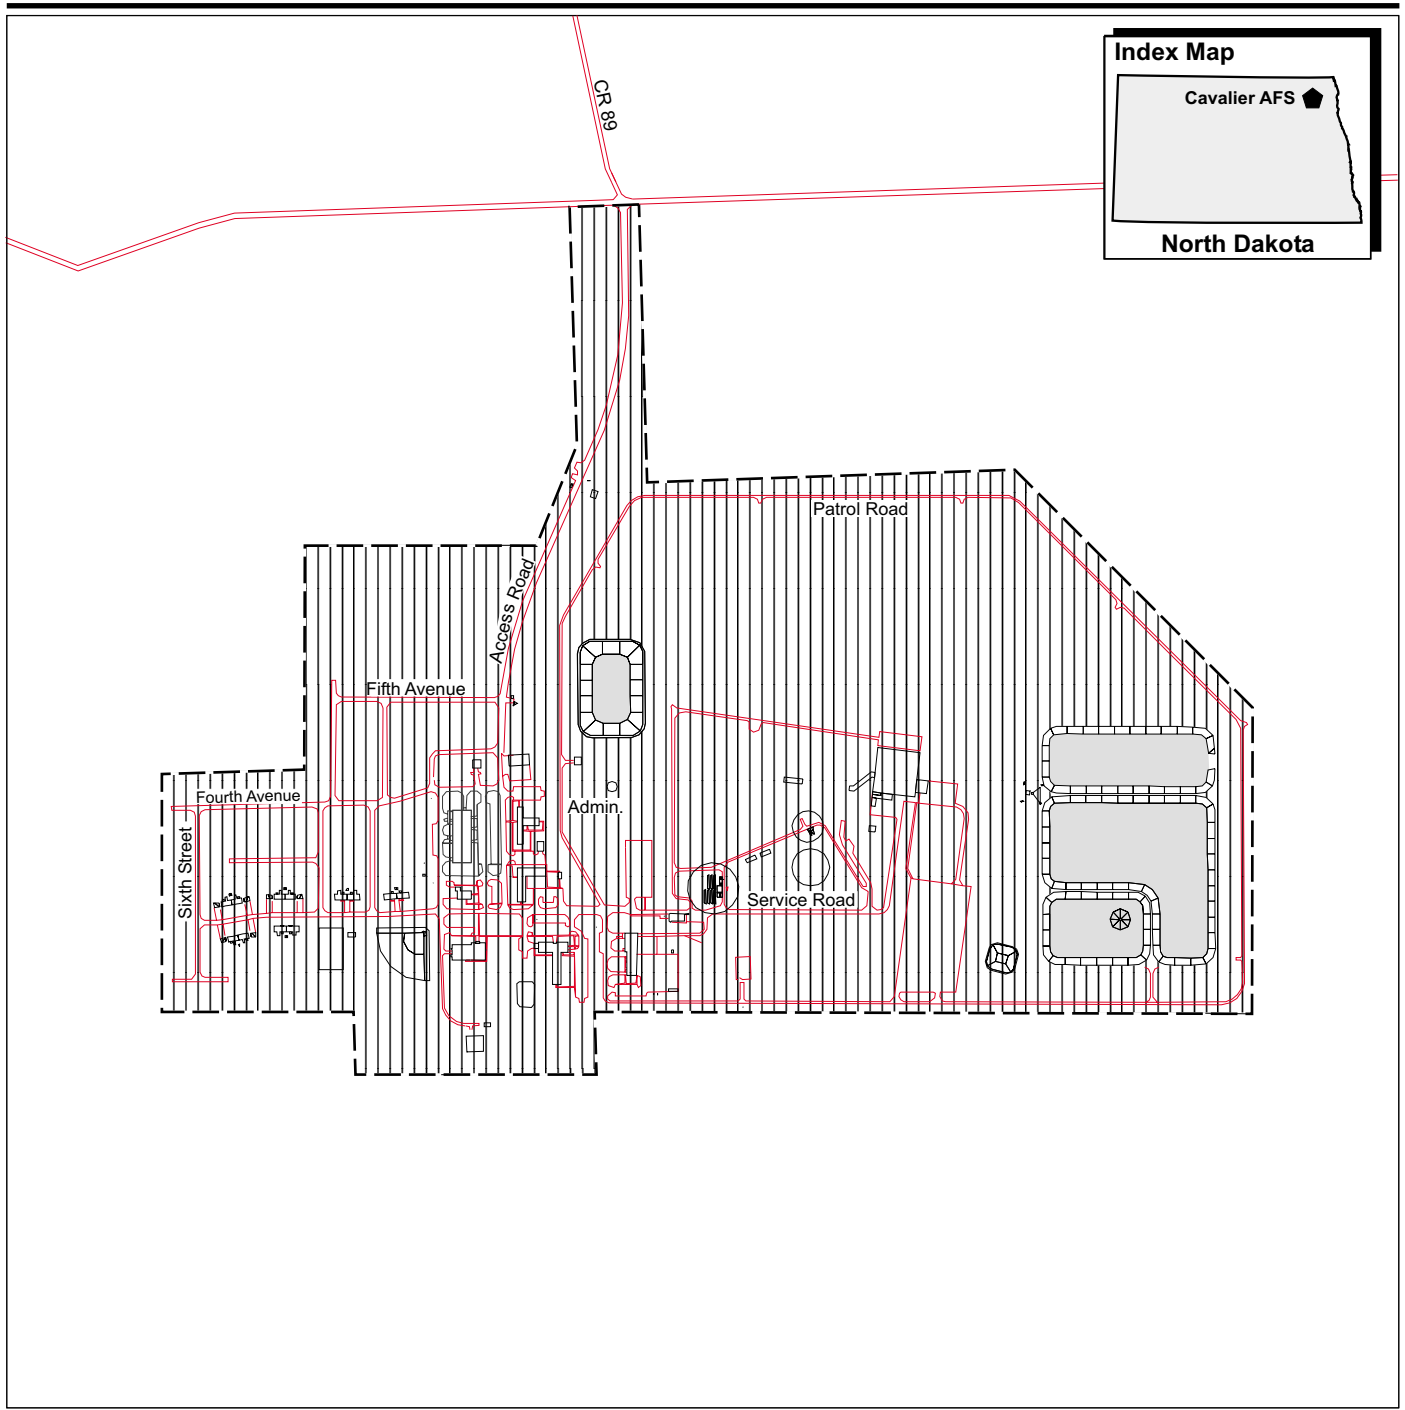 Index Map
Cavalier AFS
North Dakota
CR 89
Patrol Road
Access Road
Fifth Avenue
Fourth Avenue
Admin.
Sixth Street
Service Road